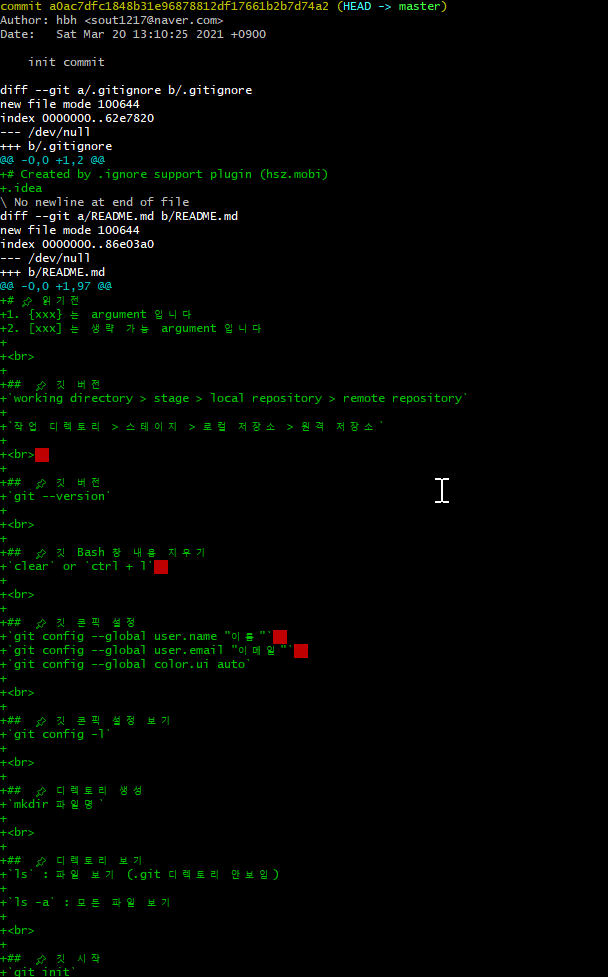 commit a0ac7dfc1848b31e96878812df17661b2b7d74a2 (HEAD -> master)
Author: hbh <sout1217@naver.com>
Date:   Sat Mar 20 13:10:25 2021 +0900

    init commit

diff --git a/.gitignore b/.gitignore
new file mode 100644
index 0000000..62e7820
--- /dev/null
+++ b/.gitignore
@@ -0,0 +1,2 @@
+# Created by .ignore support plugin (hsz.mobi)
+.idea
\ No newline at end of file
diff --git a/README.md b/README.md
new file mode 100644
index 0000000..86e03a0
--- /dev/null
+++ b/README.md
@@ -0,0 +1,97 @@
+# 📌 읽기전
+1. {xxx} 는 argument 입니다
+2. [xxx] 는 생략 가능 argument 입니다
+
+<br>
+
+## 📌 깃 버전
+`working directory > stage > local repository > remote repository`
+
+`작업 디렉토리 > 스테이지 > 로컬 저장소 > 원격 저장소`
+
+<br>
+
+## 📌 깃 버전
+`git --version`
+
+<br>
+
+## 📌 깃 Bash 창 내용 지우기
+`clear` or `ctrl + l`
+
+<br>
+
+## 📌 깃 콘픽 설정
+`git config --global user.name "이름"`
+`git config --global user.email "이메일"`
+`git config --global color.ui auto`
+
+<br>
+
+## 📌 깃 콘픽 설정 보기
+`git config -l`
+
+<br>
+
+## 📌 디렉토리 생성
+`mkdir 파일명`
+
+<br>
+
+## 📌 디렉토리 보기
+`ls` : 파일 보기 (.git 디렉토리 안보임)
+
+`ls -a` : 모든 파일 보기
+
+<br>
+
+## 📌 깃 시작
+`git init`